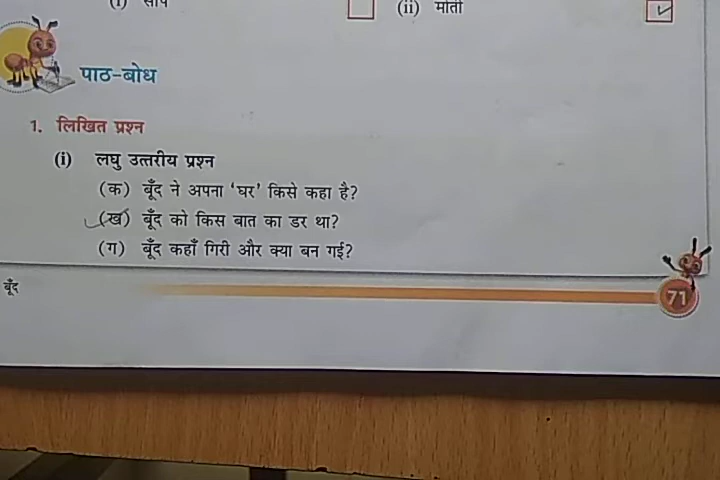 (ii) मोती
पाठ-बोध
1. लिखित प्रश्न
(i) लघु उत्तरीय प्रश्न
(क) बूँद ने अपना 'घर' किसे कहा है?
(ख) बूँद को किस बात का डर था?
(ग) बूँद कहाँ गिरी और क्या बन गई?
बूँद
71